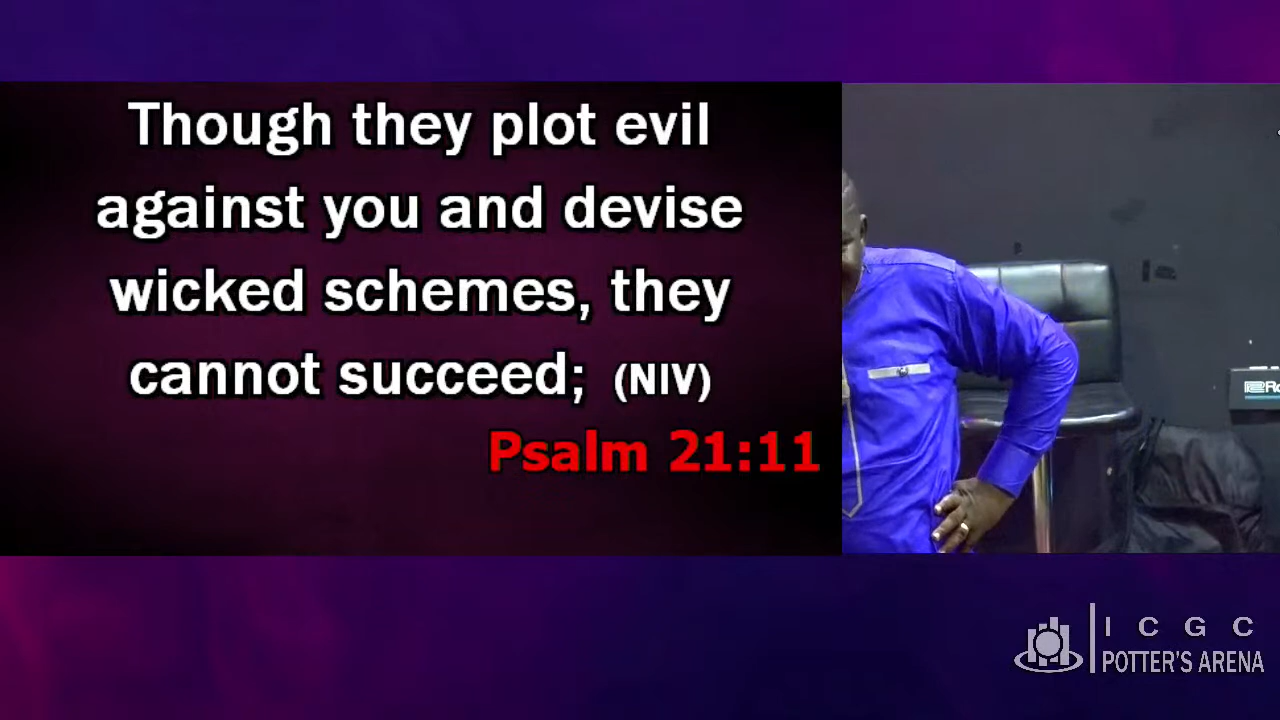 Though they plot evil
against you and devise
wicked schemes, they
cannot succeed; (NIV)
Psalm 21:11
I C G C
POTTER'S ARENA